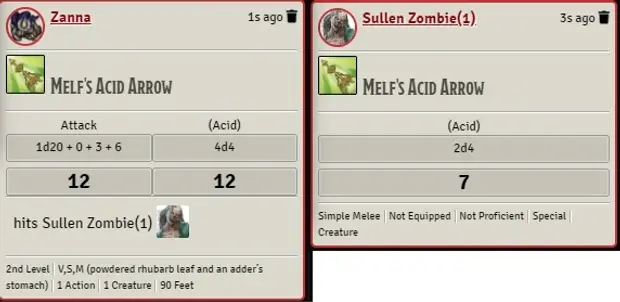 Zanna
1s ago
MELF'S ACID ARROW
Attack
(Acid)
1d20 + 0 + 3 + 6
4d4
12
12
hits Sullen Zombie(1)
2nd Level | V,S,M (powdered rhubarb leaf and an adder's
stomach) | 1 Action | 1 Creature | 90 Feet
Sullen Zombie(1)
3s ago
MELF'S ACID ARROW
(Acid)
2d4
7
Simple Melee | Not Equipped | Not Proficient | Special |
Creature